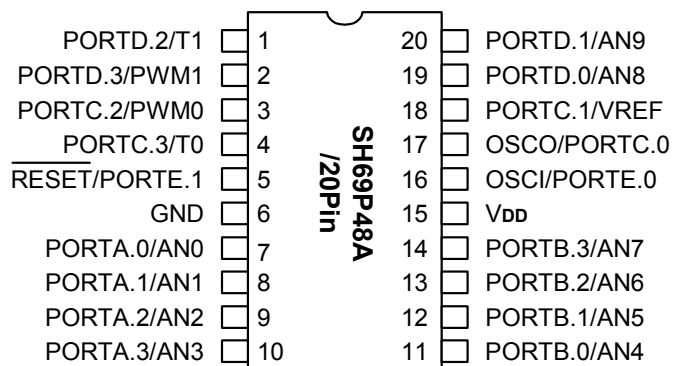 PORTD.2/T1 1 20 PORTD.1/AN9
PORTD.3/PWM1 2 19 PORTD.0/AN8
PORTC.2/PWM0 3 18 PORTC.1/VREF
PORTC.3/T0 4 17 OSCO/PORTC.0
RESET/PORTE.1 5 16 OSCI/PORTE.0
GND 6 15 VDD
PORTA.0/AN0 7 14 PORTB.3/AN7
PORTA.1/AN1 8 13 PORTB.2/AN6
PORTA.2/AN2 9 12 PORTB.1/AN5
PORTA.3/AN3 10 11 PORTB.0/AN4
SH69P48A
/20Pin